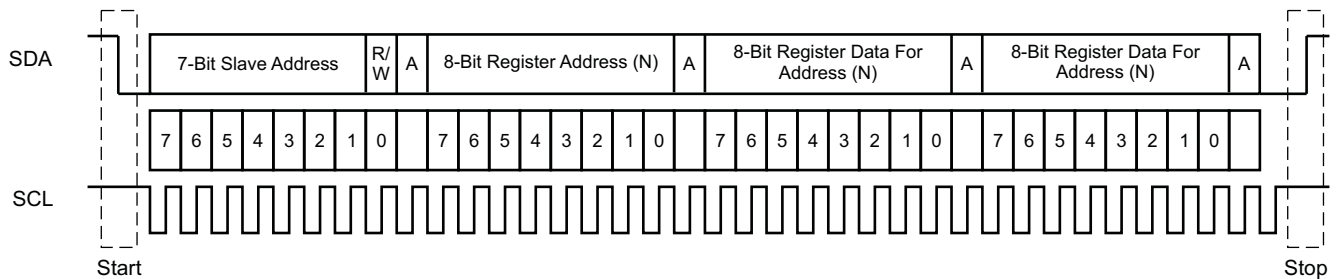 SDA
7-Bit Slave Address
R/
W
A
8-Bit Register Address (N)
A
8-Bit Register Data For
Address (N)
A
8-Bit Register Data For
Address (N)
A
7 6 5 4 3 2 1 0 7 6 5 4 3 2 1 0 7 6 5 4 3 2 1 0 7 6 5 4 3 2 1 0
SCL
Start
Stop